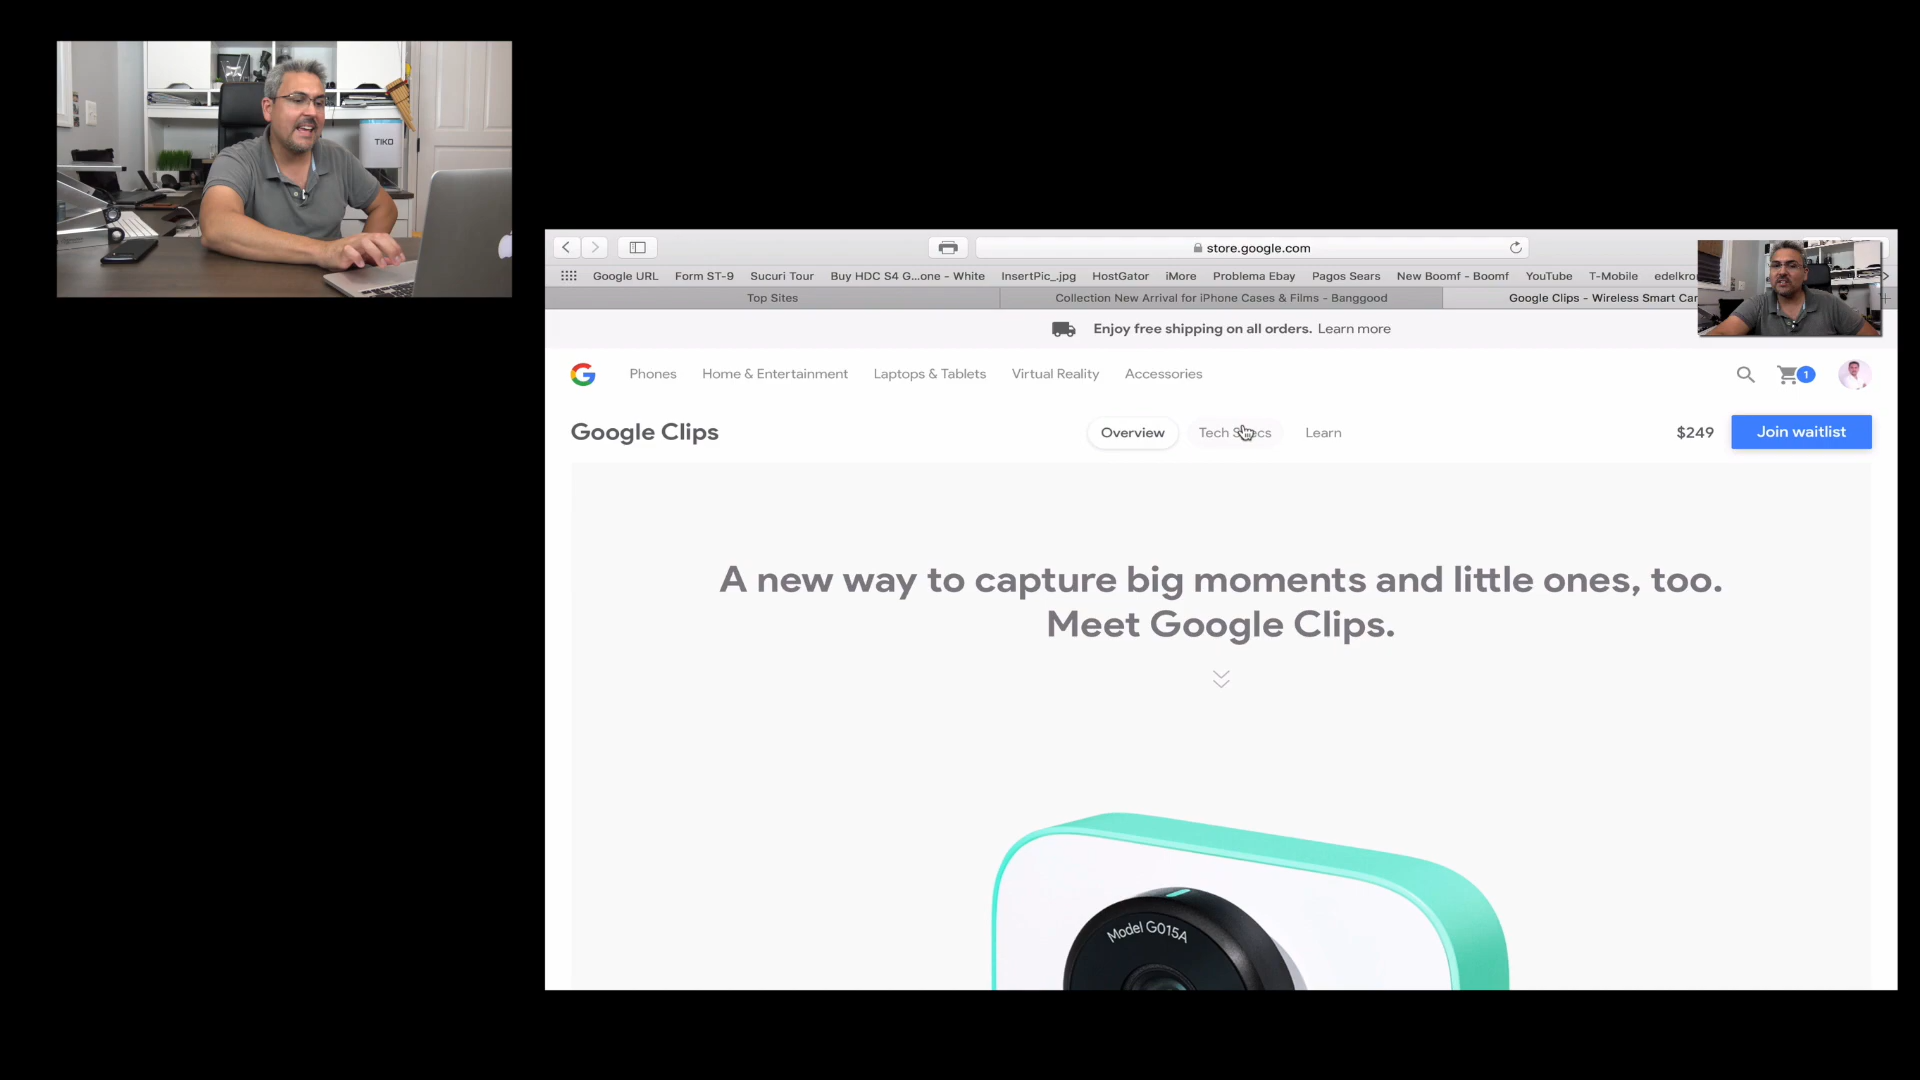 TIKO
store.google.com
Google URL Form ST-9 Sucuri Tour Buy HDC S4 G...one - White InsertPic_.jpg HostGator iMore Problema Ebay Pagos Sears New Boomf - Boomf YouTube T-Mobile edelkro
Top Sites Collection New Arrival for iPhone Cases & Films - Banggood Google Clips - Wireless Smart Car
Enjoy free shipping on all orders. Learn more
Phones Home & Entertainment Laptops & Tablets Virtual Reality Accessories 1
Google Clips Overview Tech Specs Learn $249 Join waitlist
A new way to capture big moments and little ones, too.
Meet Google Clips.
Model G015A